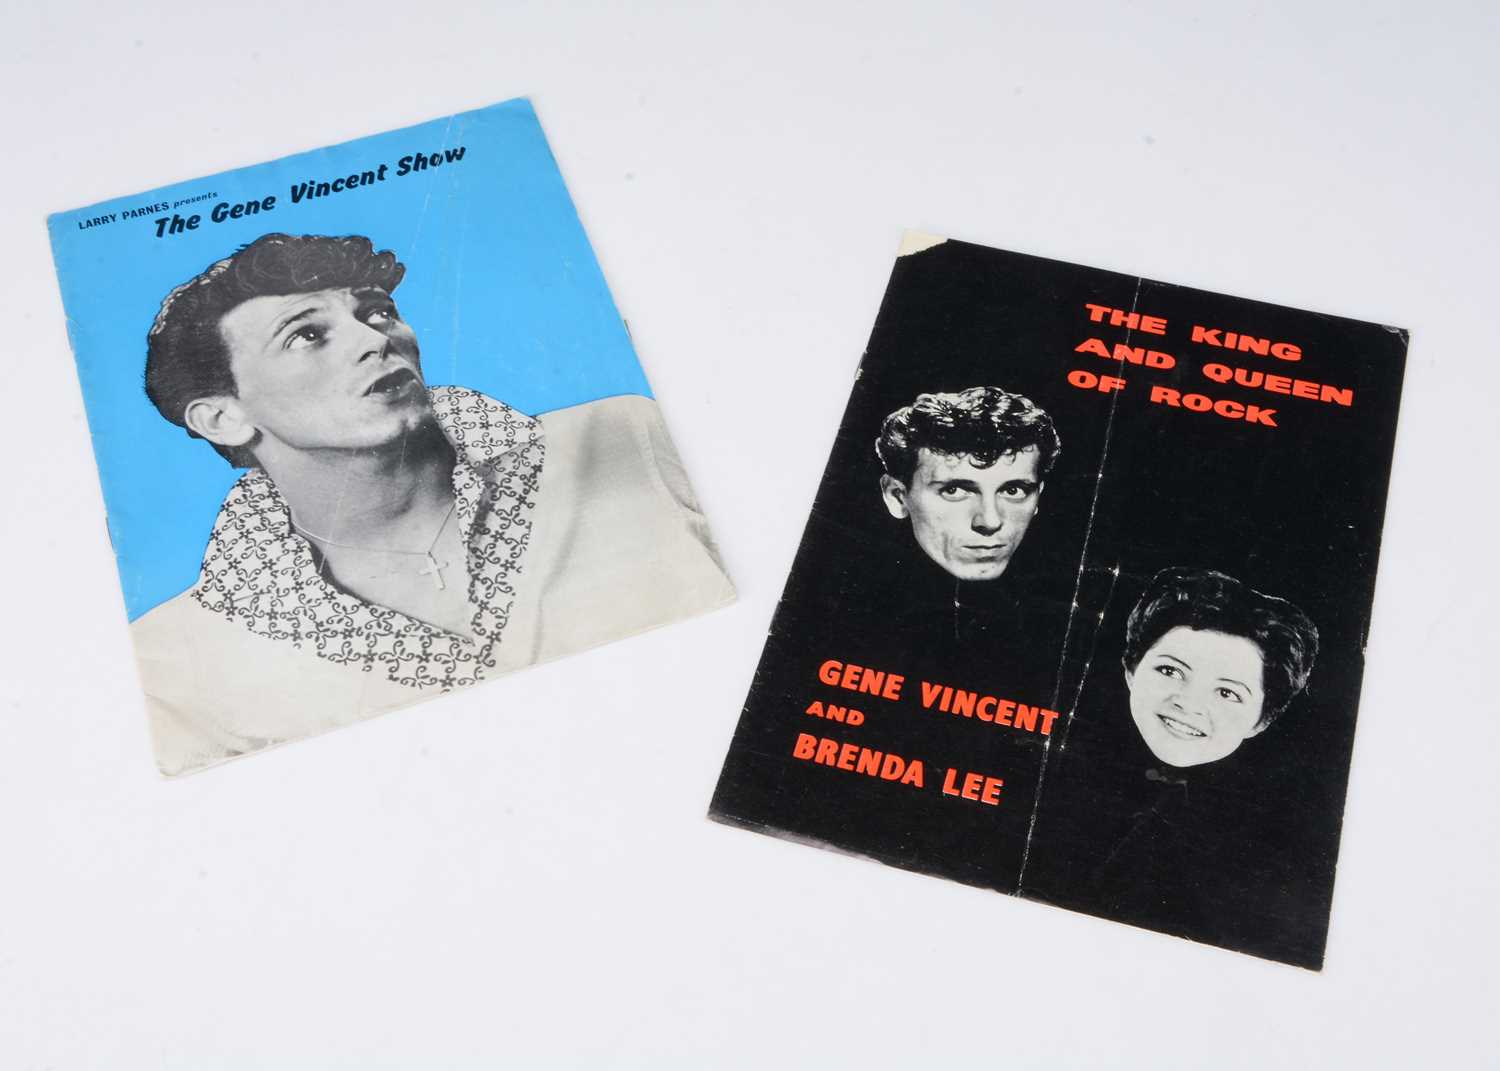 LARRY PARNES presents
The Gene Vincent Show
THE KING
AND QUEEN
OF ROCK
GENE VINCENT
AND
BRENDA LEE